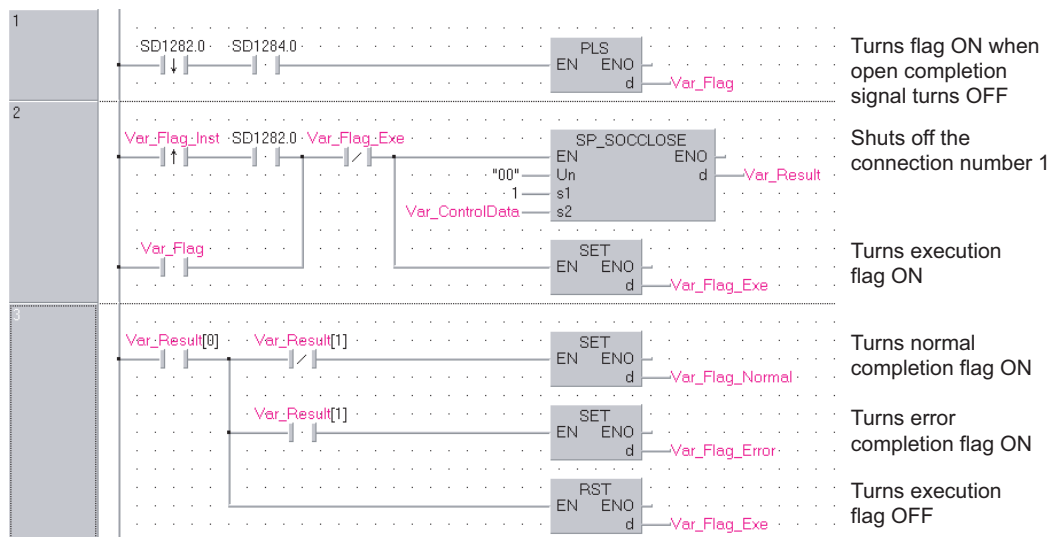 1
SD1282.0 SD1284.0
PLS
EN ENO
d Var_Flag
Turns flag ON when
open completion
signal turns OFF
2
Var_Flag_Inst SD1282.0 Var_Flag_Exe
SP_SOCCLOSE
EN ENO
"00" Un d Var_Result
1 s1
Var_ControlData s2
Shuts off the
connection number 1
Var_Flag
SET
EN ENO
d Var_Flag_Exe
Turns execution
flag ON
3
Var_Result[0] Var_Result[1]
SET
EN ENO
d Var_Flag_Normal
Turns normal
completion flag ON
Var_Result[1]
SET
EN ENO
d Var_Flag_Error
Turns error
completion flag ON
RST
EN ENO
d Var_Flag_Exe
Turns execution
flag OFF